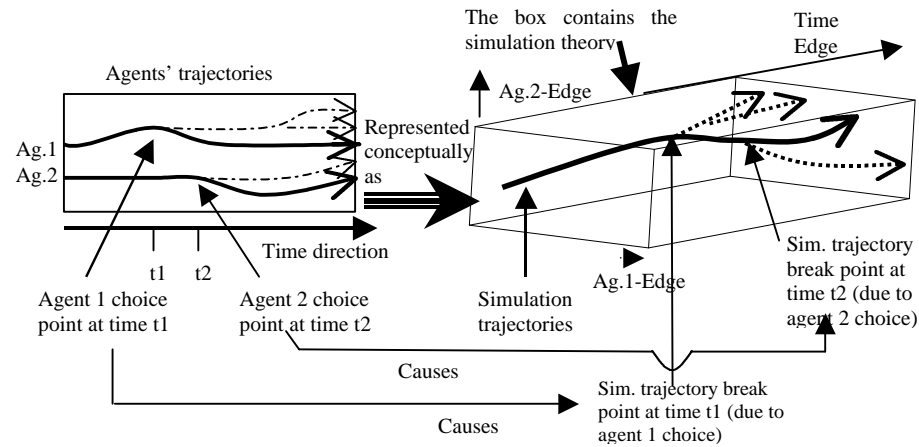 The box contains the
simulation theory
Time
Edge
Agents’ trajectories
Ag.2-Edge
Represented
conceptually
as
Ag.1
Ag.2
Time direction
t1 t2
Ag.1-Edge
Agent 1 choice
point at time t1
Agent 2 choice
point at time t2
Simulation
trajectories
Sim. trajectory
break point at
time t2 (due to
agent 2 choice)
Causes
Sim. trajectory break
point at time t1 (due to
agent 1 choice)
Causes